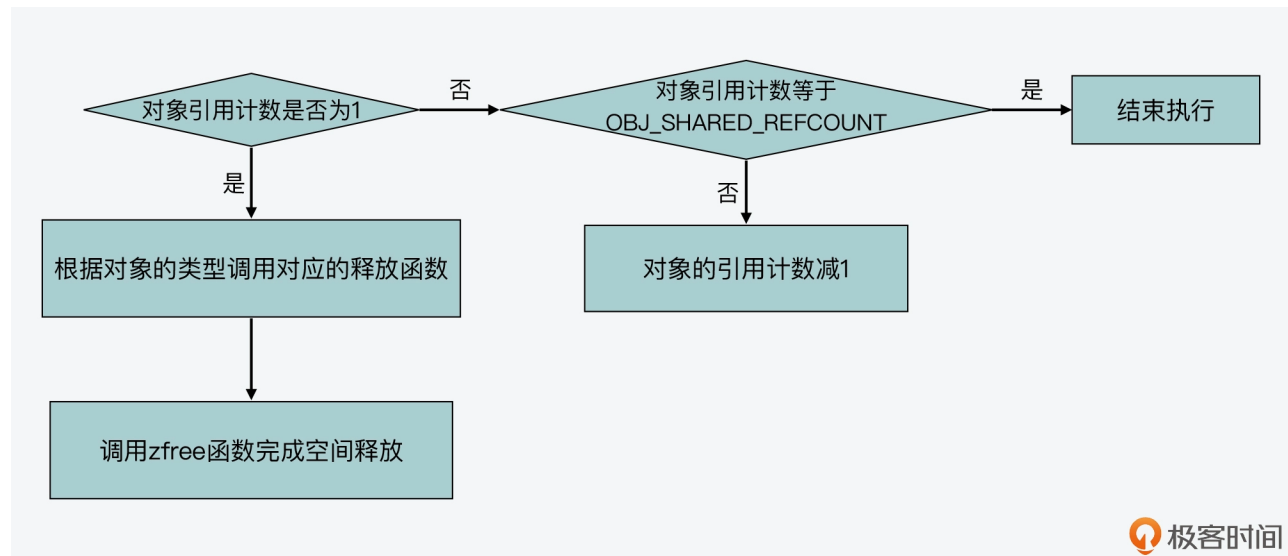 对象引用计数是否为1
否
对象引用计数等于
OBJ_SHARED_REFCOUNT
是
结束执行
是
否
根据对象的类型调用对应的释放函数
对象的引用计数减1
调用zfree函数完成空间释放
极客时间